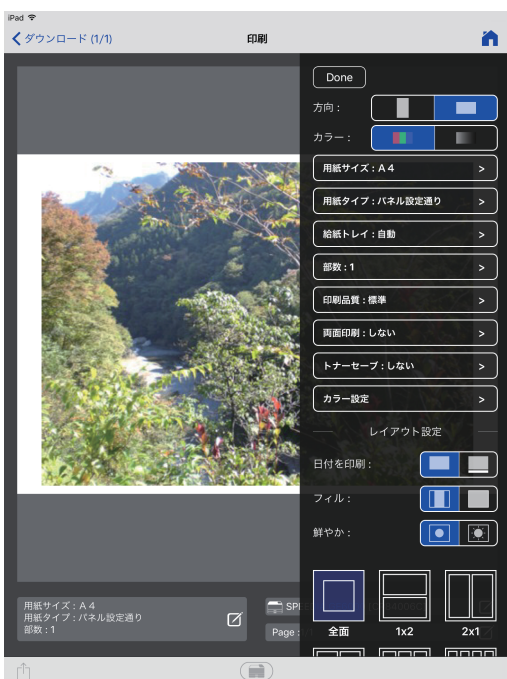 iPad
ダウンロード (1/1)
印刷
Done
方向 :
カラー :
用紙サイズ : A 4 >
用紙タイプ : パネル設定通り >
給紙トレイ : 自動 >
部数 : 1 >
印刷品質 : 標準 >
両面印刷 : しない >
トナーセーブ : しない >
カラー設定 >
レイアウト設定
日付を印刷 :
フィル :
鮮やか :
全面
1x2
2x1
用紙サイズ : A 4
用紙タイプ : パネル設定通り
部数 : 1
SP
Page :